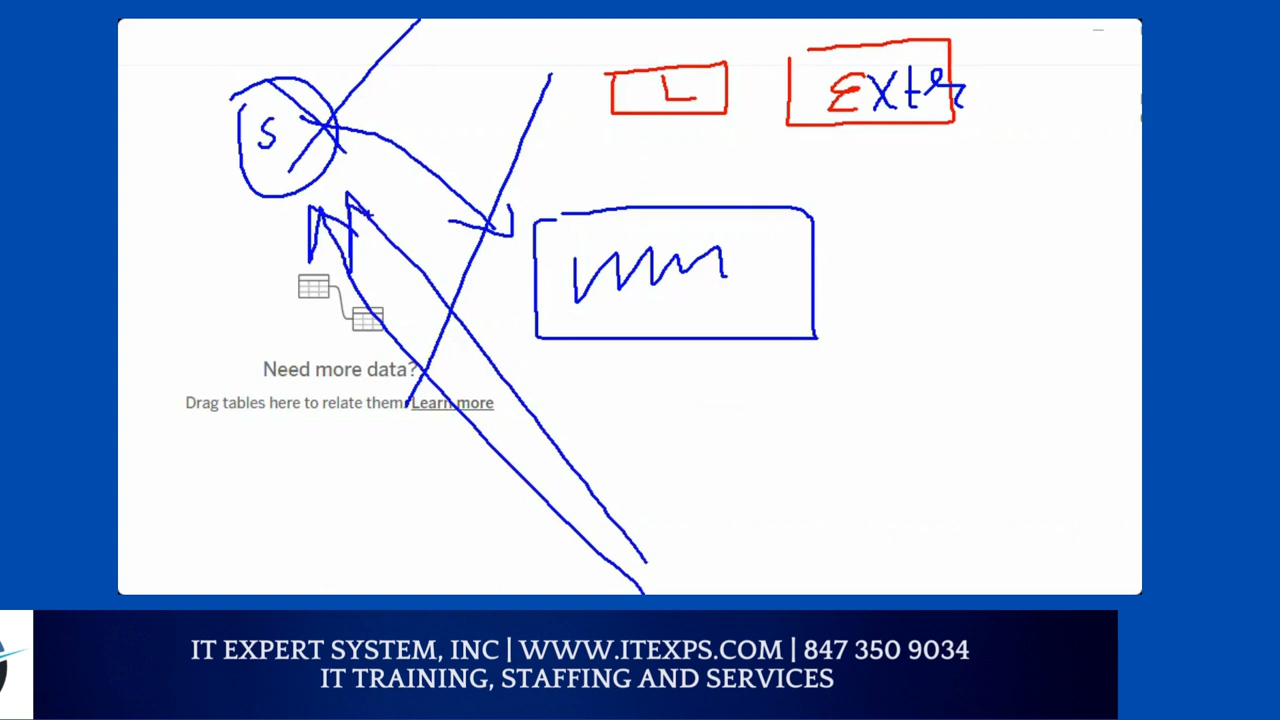 L
Extr
S
Need more data?
Drag tables here to relate them. Learn more
IT EXPERT SYSTEM, INC | WWW.ITEXPS.COM | 847 350 9034
IT TRAINING, STAFFING AND SERVICES